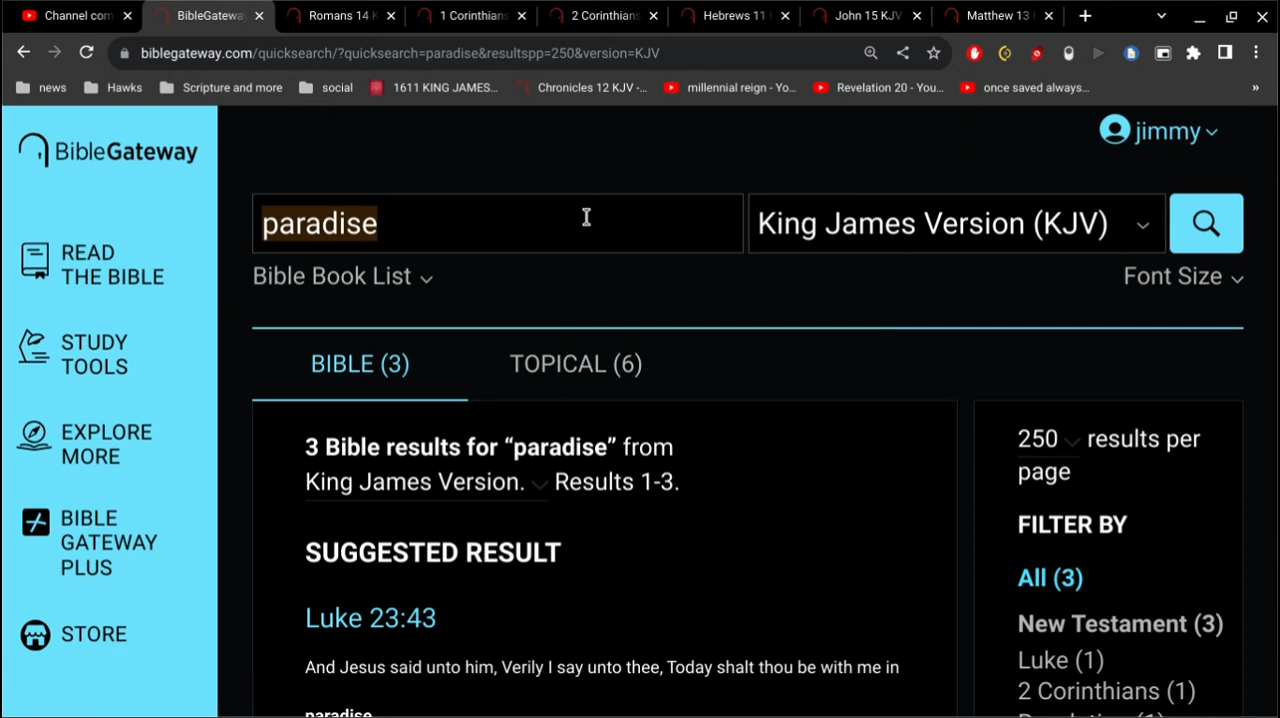 Channel com
BibleGateway
Romans 14 K
1 Corinthians
2 Corinthians
Hebrews 11
John 15 KJV
Matthew 13
biblegateway.com/quicksearch/?quicksearch=paradise&resultspp=250&version=KJV
news
Hawks
Scripture and more
social
1611 KING JAMES...
Chronicles 12 KJV -...
millennial reign - Yo...
Revelation 20 - You...
once saved always...
»
BibleGateway
jimmy
paradise
King James Version (KJV)
Bible Book List
Font Size
READ
THE BIBLE
STUDY
TOOLS
EXPLORE
MORE
BIBLE
GATEWAY
PLUS
STORE
BIBLE (3)
TOPICAL (6)
3 Bible results for “paradise” from
King James Version. Results 1-3.
SUGGESTED RESULT
Luke 23:43
And Jesus said unto him, Verily I say unto thee, Today shalt thou be with me in
paradise
250 results per
page
FILTER BY
All (3)
New Testament (3)
Luke (1)
2 Corinthians (1)